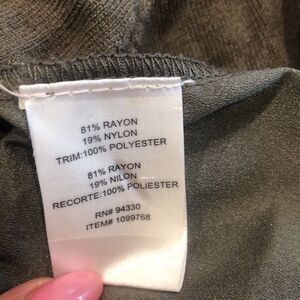 81% RAYON
19% NYLON
TRIM:100% POLYESTER
81% RAYON
19% NILON
RECORTE:100% POLIESTER
RN# 94330
ITEM# 1099768